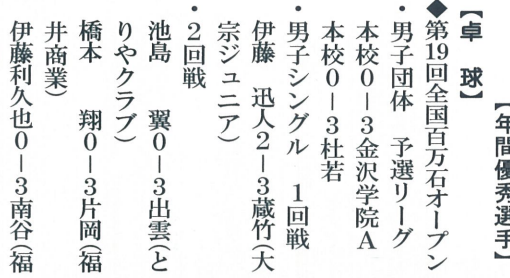 【年間優秀選手】
【卓　球】
◆第19回全国百万石オープン
・男子団体　予選リーグ
本校０－３金沢学院Ａ
本校０－３杜若
・男子シングル　１回戦
伊藤　迅人２－３蔵竹(大
宗ジュニア)
・２回戦
池島　　翼０－３出雲(と
りやクラブ)
橋本　　翔０－３片岡(福
井商業)
伊藤利久也０－３南谷(福